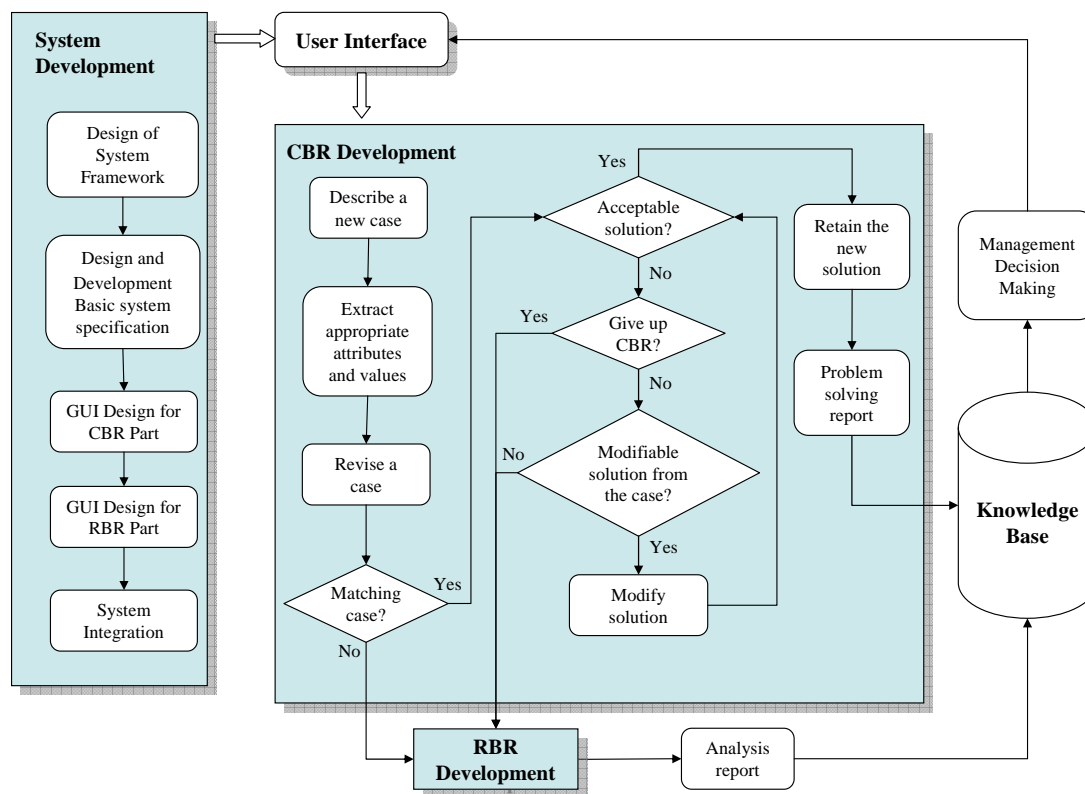 System
Development
Design of
System
Framework
Design and
Development
Basic system
specification
GUI Design for
CBR Part
GUI Design for
RBR Part
System
Integration
User Interface
CBR Development
Describe a
new case
Extract
appropriate
attributes
and values
Revise a
case
Matching
case?
Yes
No
Yes
Acceptable
solution?
No
Yes
Give up
CBR?
No
No
Modifiable
solution from
the case?
Yes
Modify
solution
Retain the
new
solution
Problem
solving
report
Management
Decision
Making
Knowledge
Base
RBR
Development
Analysis
report